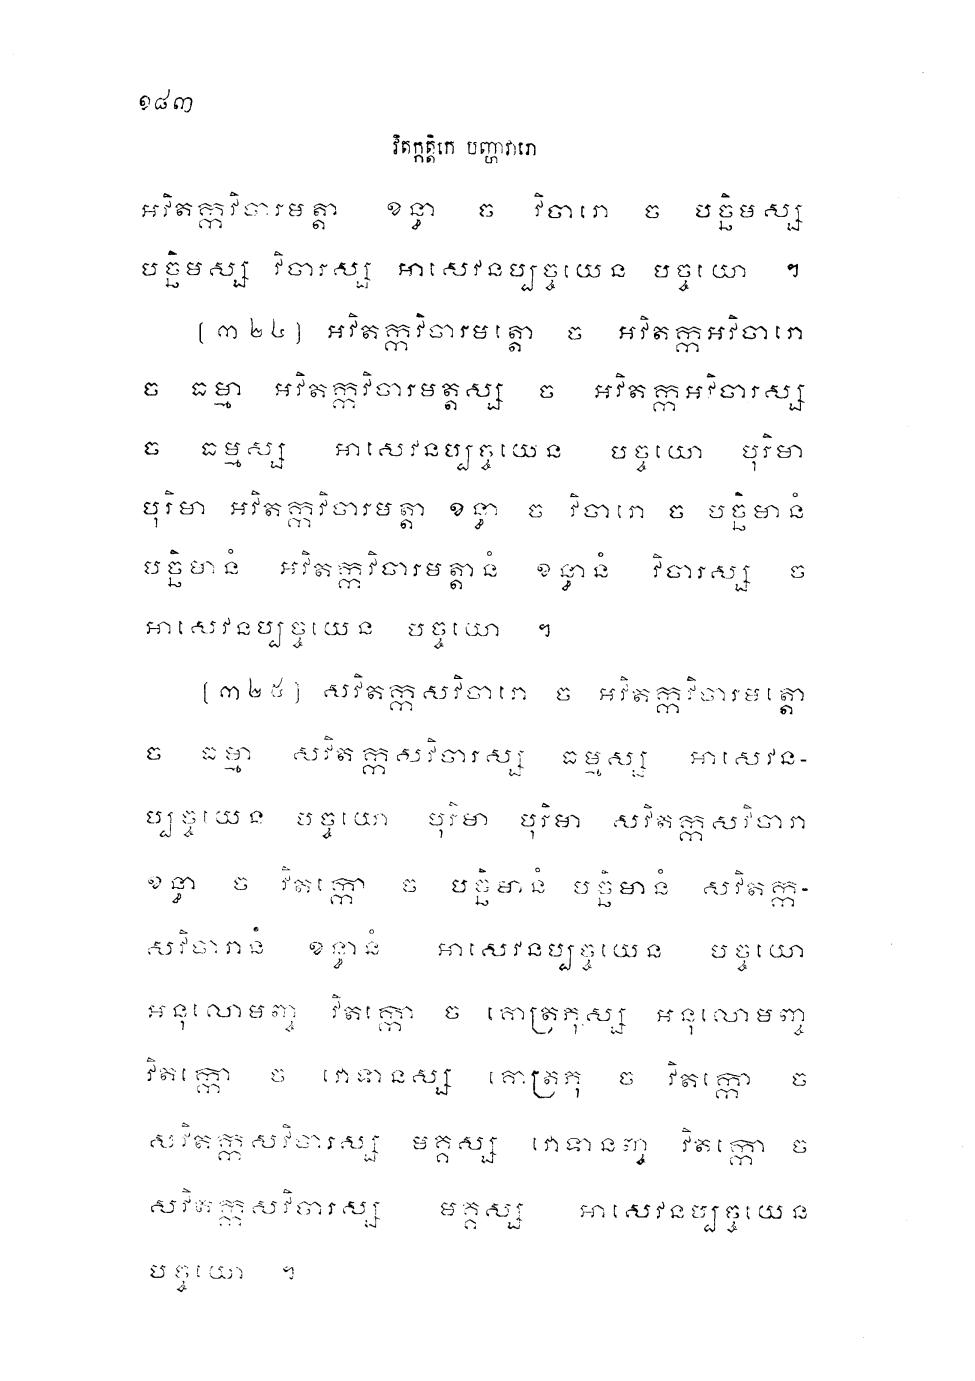 ១៨៣
វិតក្កត្តិកេ បញ្ហាវារោ
អវិតក្កវិចារមត្តា ខន្ធា ច វិចារោ ច បច្ឆិមស្ស
បច្ឆិមស្ស វិចារស្ស អាសេវនប្បច្ចយេន បច្ចយោ ។
(៣២៤) អវិតក្កវិចារមត្តោ ច អវិតក្កអវិចារោ
ច ធម្មា អវិតក្កវិចារមត្តស្ស ច អវិតក្កអវិចារស្ស
ច ធម្មស្ស អាសេវនប្បច្ចយេន បច្ចយោ បុរិមា
បុរិមា អវិតក្កវិចារមត្តា ខន្ធា ច វិចារោ ច បច្ឆិមានំ
បច្ឆិមានំ អវិតក្កវិចារមត្តានំ ខន្ធានំ វិចារស្ស ច
អាសេវនប្បច្ចយេន បច្ចយោ ។
(៣២៥) សវិតក្កសវិចារោ ច អវិតក្កវិចារមត្តោ
ច ធម្មា សវិតក្កសវិចារស្ស ធម្មស្ស អាសេវន-
ប្បច្ចយេន បច្ចយោ បុរិមា បុរិមា សវិតក្កសវិចារា
ខន្ធា ច វិតក្កោ ច បច្ឆិមានំ បច្ឆិមានំ សវិតក្ក-
សវិចារានំ ខន្ធានំ អាសេវនប្បច្ចយេន បច្ចយោ
អនុលោមញ្ច វិតក្កោ ច គោត្រភុស្ស អនុលោមញ្ច
វិតក្កោ ច វោទានស្ស គោត្រភុ ច វិតក្កោ ច
សវិតក្កសវិចារស្ស មគ្គស្ស វោទានញ្ច វិតក្កោ ច
សវិតក្កសវិចារស្ស មគ្គស្ស អាសេវនប្បច្ចយេន
បច្ចយោ ។